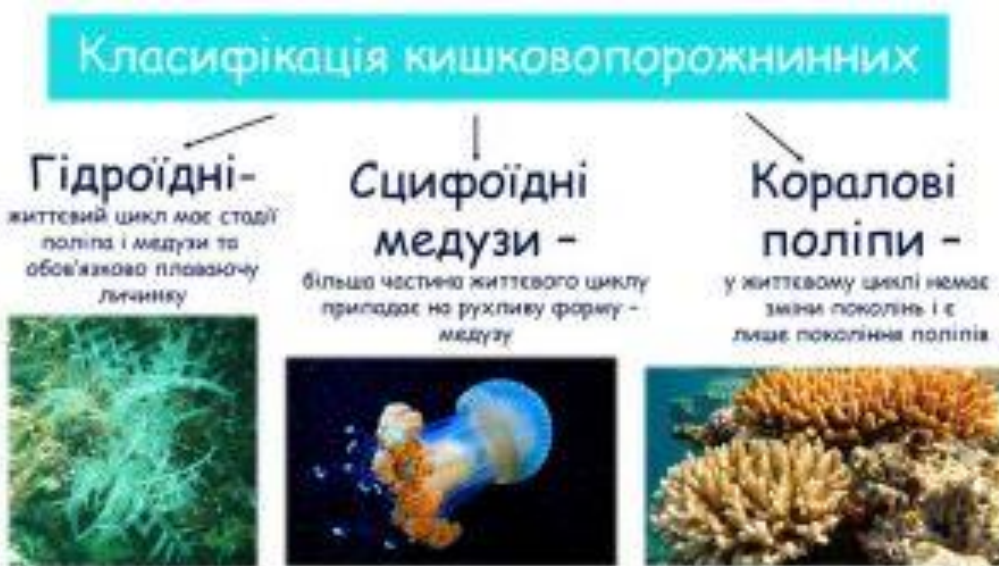 Класифікація кишковопорожнинних
Гідроїдні-
життєвий цикл має стадії
поліпа і медузи та
обов'язково плаваючу
личинку
Сцифоїдні
медузи –
більша частина життєвого циклу
припадає на рухливу форму –
медузу
Коралові
поліпи –
у життєвому циклі немає
зміни поколінь і є
лише покоління поліпів